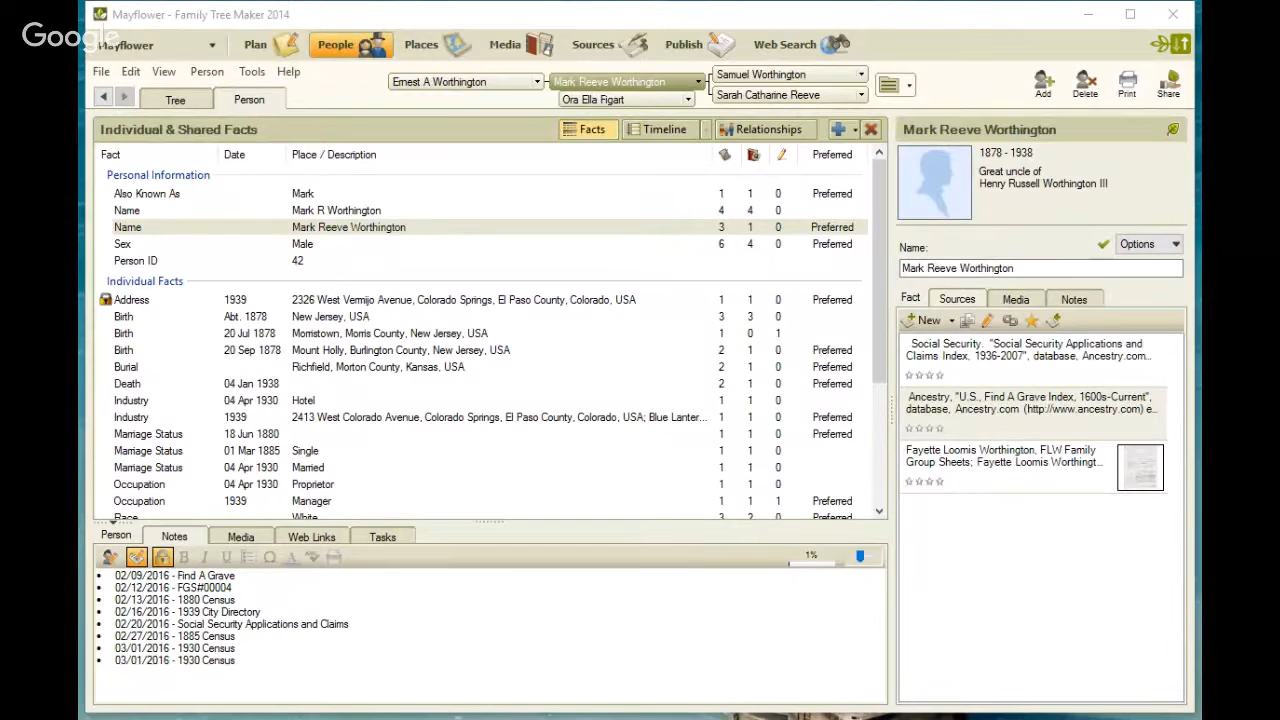 Mayflower - Family Tree Maker 2014
Google
Mayflower Plan People Places Media Sources Publish Web Search
File Edit View Person Tools Help
Ernest A Worthington Mark Reeve Worthington Samuel Worthington
Ora Ella Figart Sarah Catharine Reeve
Add Delete Print Share
Tree Person
Individual & Shared Facts Facts Timeline Relationships
Fact Date Place / Description Preferred
Personal Information
Also Known As Mark 1 1 0 Preferred
Name Mark R Worthington 4 4 0
Name Mark Reeve Worthington 3 1 0 Preferred
Sex Male 6 4 0 Preferred
Person ID 42
Individual Facts
Address 1939 2326 West Vermijo Avenue, Colorado Springs, El Paso County, Colorado, USA 1 1 0 Preferred
Birth Abt. 1878 New Jersey, USA 3 3 0
Birth 20 Jul 1878 Morristown, Morris County, New Jersey, USA 1 0 1
Birth 20 Sep 1878 Mount Holly, Burlington County, New Jersey, USA 2 1 0 Preferred
Burial Richfield, Morton County, Kansas, USA 2 1 0 Preferred
Death 04 Jan 1938 2 1 0 Preferred
Industry 04 Apr 1930 Hotel 1 1 0
Industry 1939 2413 West Colorado Avenue, Colorado Springs, El Paso County, Colorado, USA; Blue Lanter... 1 1 0 Preferred
Marriage Status 18 Jun 1880 1 1 0 Preferred
Marriage Status 01 Mar 1885 Single 1 1 0
Marriage Status 04 Apr 1930 Married 1 1 0
Occupation 04 Apr 1930 Proprietor 1 1 0
Occupation 1939 Manager 1 1 1 Preferred
Race White 3 2 0 Preferred
Person Notes Media Web Links Tasks
B I U Ω A 1%
• 02/09/2016 - Find A Grave
• 02/12/2016 - FGS#00004
• 02/13/2016 - 1880 Census
• 02/16/2016 - 1939 City Directory
• 02/20/2016 - Social Security Applications and Claims
• 02/27/2016 - 1885 Census
• 03/01/2016 - 1930 Census
• 03/01/2016 - 1930 Census
Mark Reeve Worthington
1878 - 1938
Great uncle of
Henry Russell Worthington III
Name: Options
Mark Reeve Worthington
Fact Sources Media Notes
New
Social Security. "Social Security Applications and
Claims Index, 1936-2007", database, Ancestry.com...
Ancestry, "U.S., Find A Grave Index, 1600s-Current",
database, Ancestry.com (http://www.ancestry.com) e...
Fayette Loomis Worthington, FLW Family
Group Sheets; Fayette Loomis Worthingt...